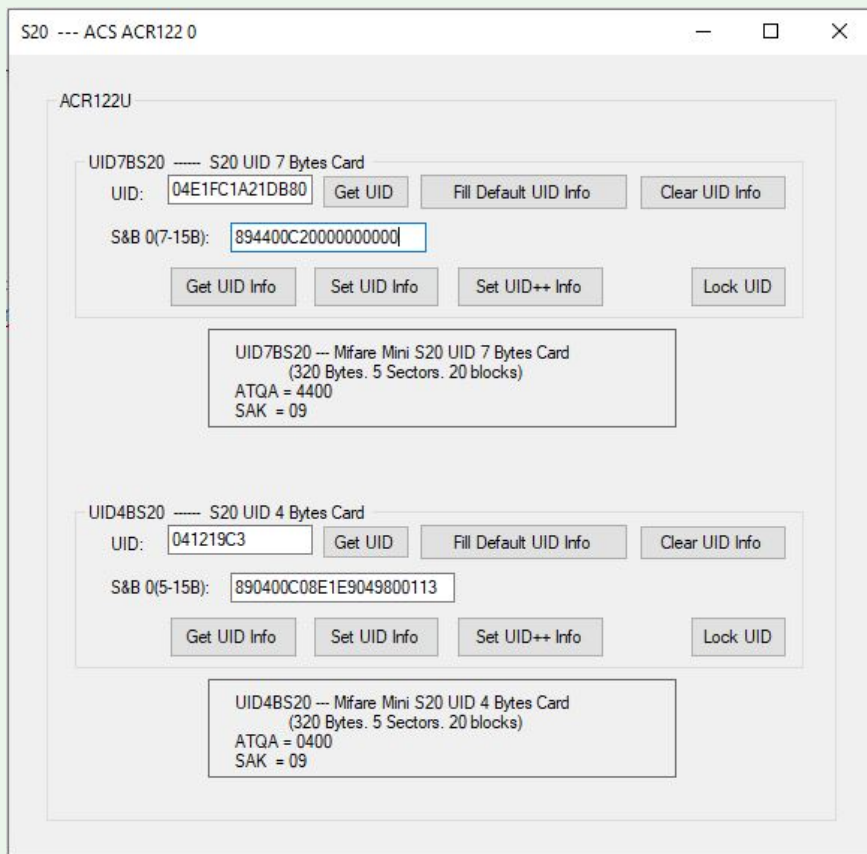 S20 --- ACS ACR122 0
ACR122U
UID7BS20 ------ S20 UID 7 Bytes Card
UID: 04E1FC1A21DB80 Get UID Fill Default UID Info Clear UID Info
S&B 0(7-15B): 894400C20000000000
Get UID Info Set UID Info Set UID++ Info Lock UID
UID7BS20 --- Mifare Mini S20 UID 7 Bytes Card
(320 Bytes. 5 Sectors. 20 blocks)
ATQA = 4400
SAK = 09
UID4BS20 ------ S20 UID 4 Bytes Card
UID: 041219C3 Get UID Fill Default UID Info Clear UID Info
S&B 0(5-15B): 890400C08E1E9049800113
Get UID Info Set UID Info Set UID++ Info Lock UID
UID4BS20 --- Mifare Mini S20 UID 4 Bytes Card
(320 Bytes. 5 Sectors. 20 blocks)
ATQA = 0400
SAK = 09